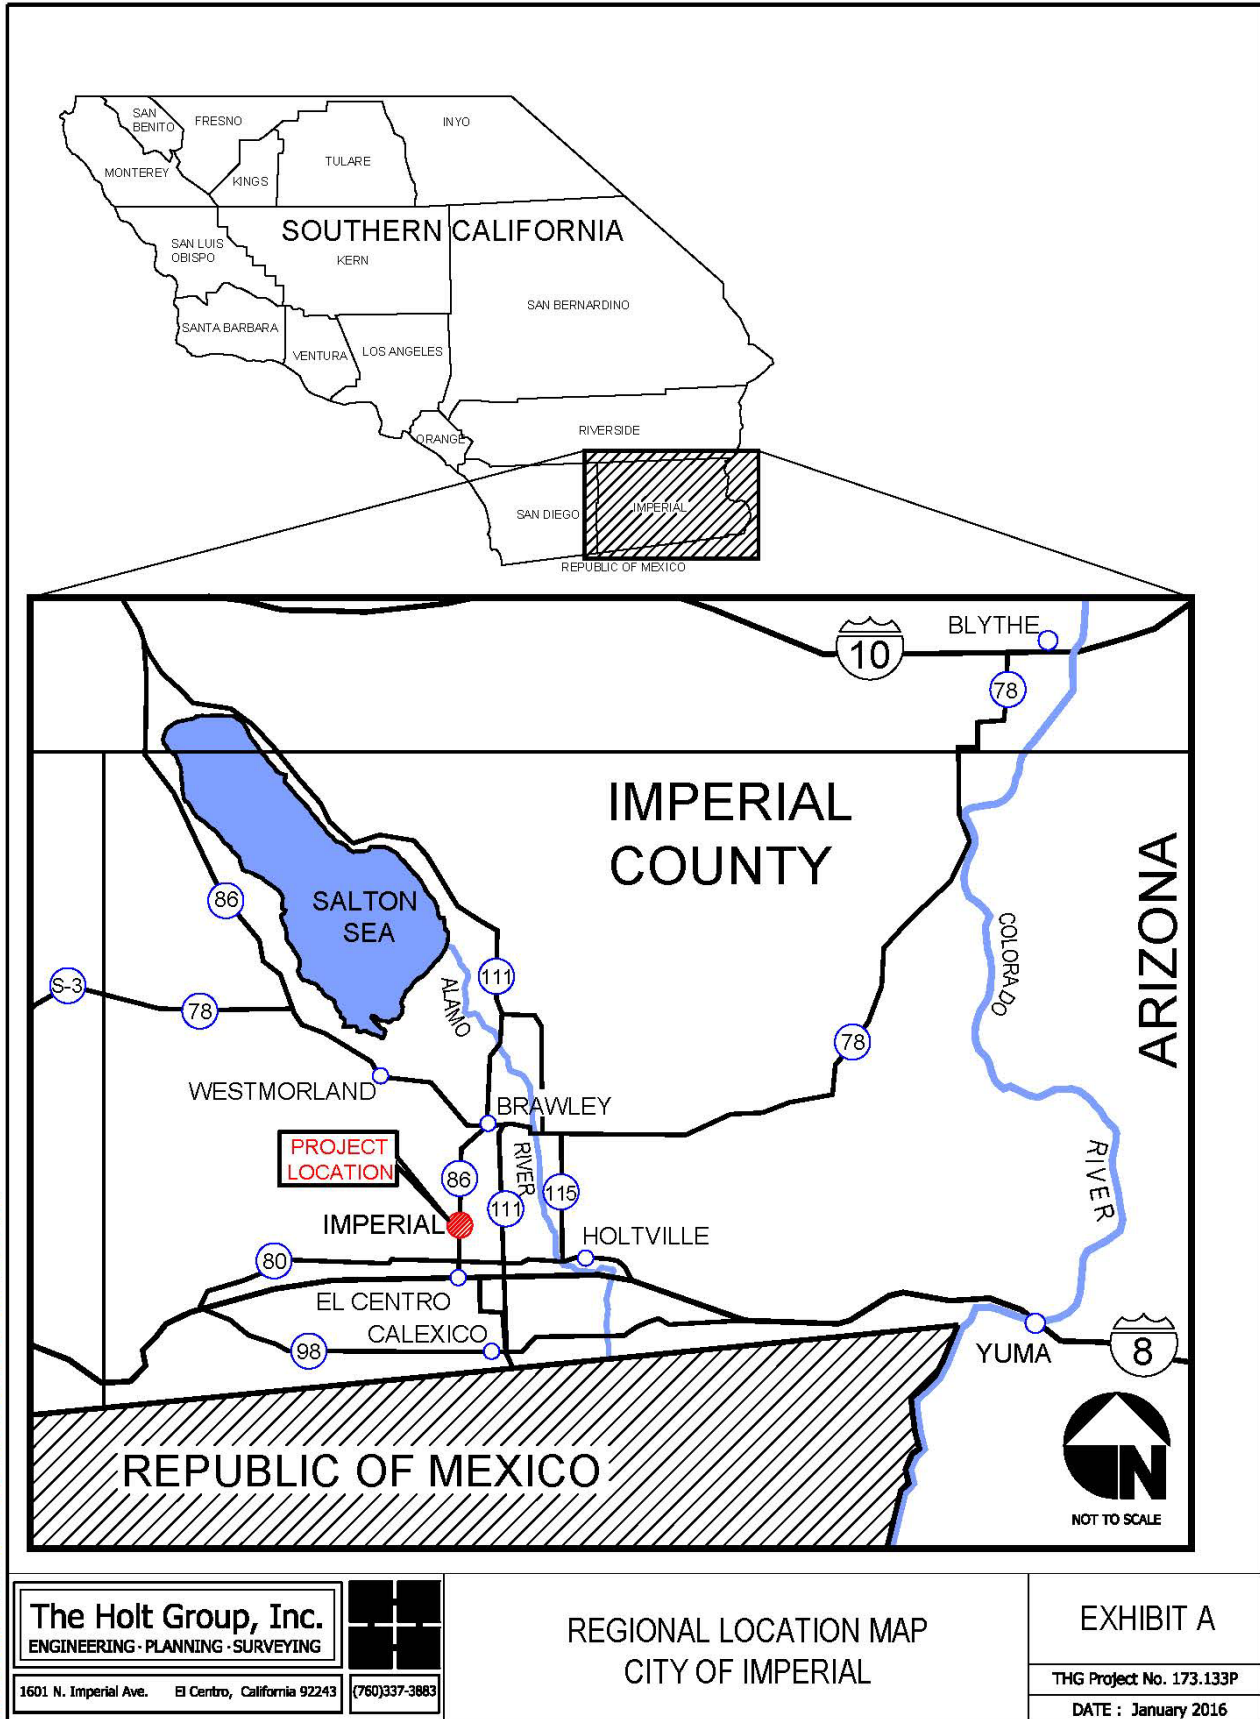 SAN
BENITO
FRESNO
INYO
MONTEREY
KINGS
TULARE
SOUTHERN CALIFORNIA
SAN LUIS
OBISPO
KERN
SAN BERNARDINO
SANTA BARBARA
VENTURA
LOS ANGELES
ORANGE
RIVERSIDE
SAN DIEGO
IMPERIAL
REPUBLIC OF MEXICO
BLYTHE
10
78
IMPERIAL
COUNTY
ARIZONA
SALTON
SEA
86
S-3
78
111
ALAMO
COLORADO
78
WESTMORLAND
BRAWLEY
PROJECT
LOCATION
86
RIVER
115
111
RIVER
IMPERIAL
HOLTVILLE
80
EL CENTRO
CALEXICO
98
YUMA
8
REPUBLIC OF MEXICO
N
NOT TO SCALE
The Holt Group, Inc.
ENGINEERING · PLANNING · SURVEYING
1601 N. Imperial Ave. El Centro, California 92243
(760)337-3883
REGIONAL LOCATION MAP
CITY OF IMPERIAL
EXHIBIT A
THG Project No. 173.133P
DATE : January 2016